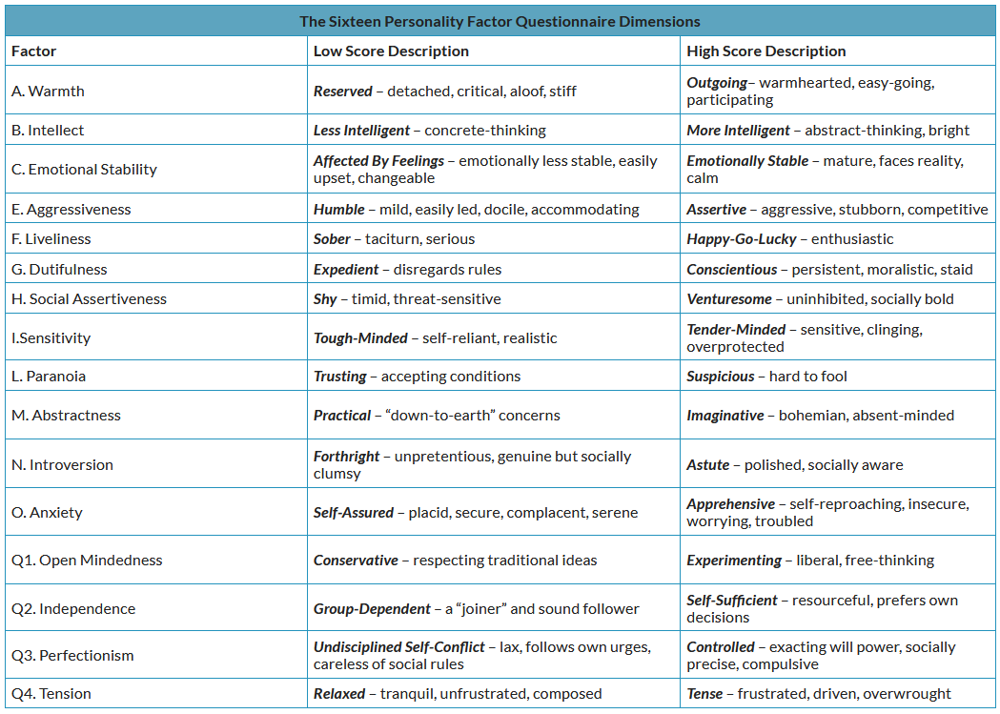 The Sixteen Personality Factor Questionnaire Dimensions
Factor Low Score Description High Score Description
A. Warmth Reserved – detached, critical, aloof, stiff Outgoing– warmhearted, easy-going,
participating
B. Intellect Less Intelligent – concrete-thinking More Intelligent – abstract-thinking, bright
C. Emotional Stability Affected By Feelings – emotionally less stable, easily
upset, changeable
Emotionally Stable – mature, faces reality,
calm
E. Aggressiveness Humble – mild, easily led, docile, accommodating Assertive – aggressive, stubborn, competitive
F. Liveliness Sober – taciturn, serious Happy-Go-Lucky – enthusiastic
G. Dutifulness Expedient – disregards rules Conscientious – persistent, moralistic, staid
H. Social Assertiveness Shy – timid, threat-sensitive Venturesome – uninhibited, socially bold
I.Sensitivity Tough-Minded – self-reliant, realistic Tender-Minded – sensitive, clinging,
overprotected
L. Paranoia Trusting – accepting conditions Suspicious – hard to fool
M. Abstractness Practical – “down-to-earth” concerns Imaginative – bohemian, absent-minded
N. Introversion Forthright – unpretentious, genuine but socially
clumsy
Astute – polished, socially aware
O. Anxiety Self-Assured – placid, secure, complacent, serene Apprehensive – self-reproaching, insecure,
worrying, troubled
Q1. Open Mindedness Conservative – respecting traditional ideas Experimenting – liberal, free-thinking
Q2. Independence Group-Dependent – a “joiner” and sound follower Self-Sufficient – resourceful, prefers own
decisions
Q3. Perfectionism Undisciplined Self-Conflict – lax, follows own urges,
careless of social rules
Controlled – exacting will power, socially
precise, compulsive
Q4. Tension Relaxed – tranquil, unfrustrated, composed Tense – frustrated, driven, overwrought